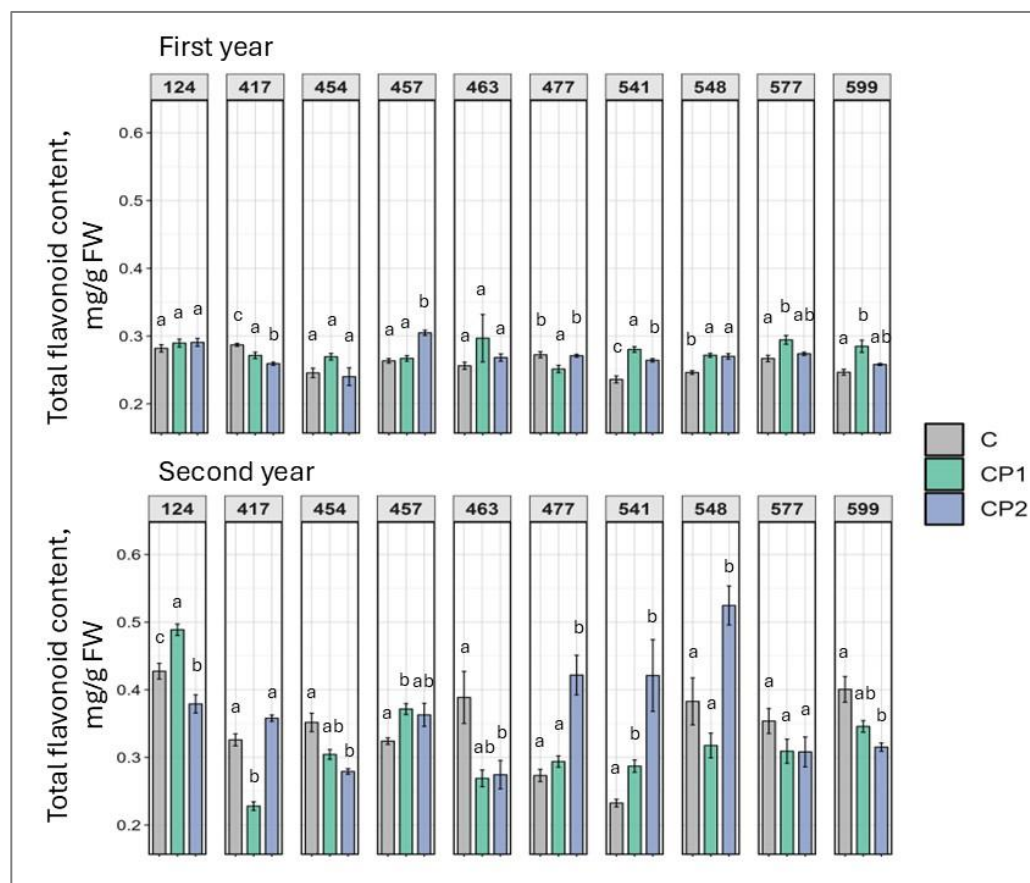 First year
124 417 454 457 463 477 541 548 577 599
Total flavonoid content,
mg/g FW
0.6
0.5
0.4
0.3
0.2
a a a c a b a a a a a b a a a b a b c a b b a a a b ab a b ab
C
CP1
CP2
Second year
124 417 454 457 463 477 541 548 577 599
Total flavonoid content,
mg/g FW
0.6
0.5
0.4
0.3
0.2
c a b a b a a ab b a b ab a ab b a a b a b b a a b a a a a ab b